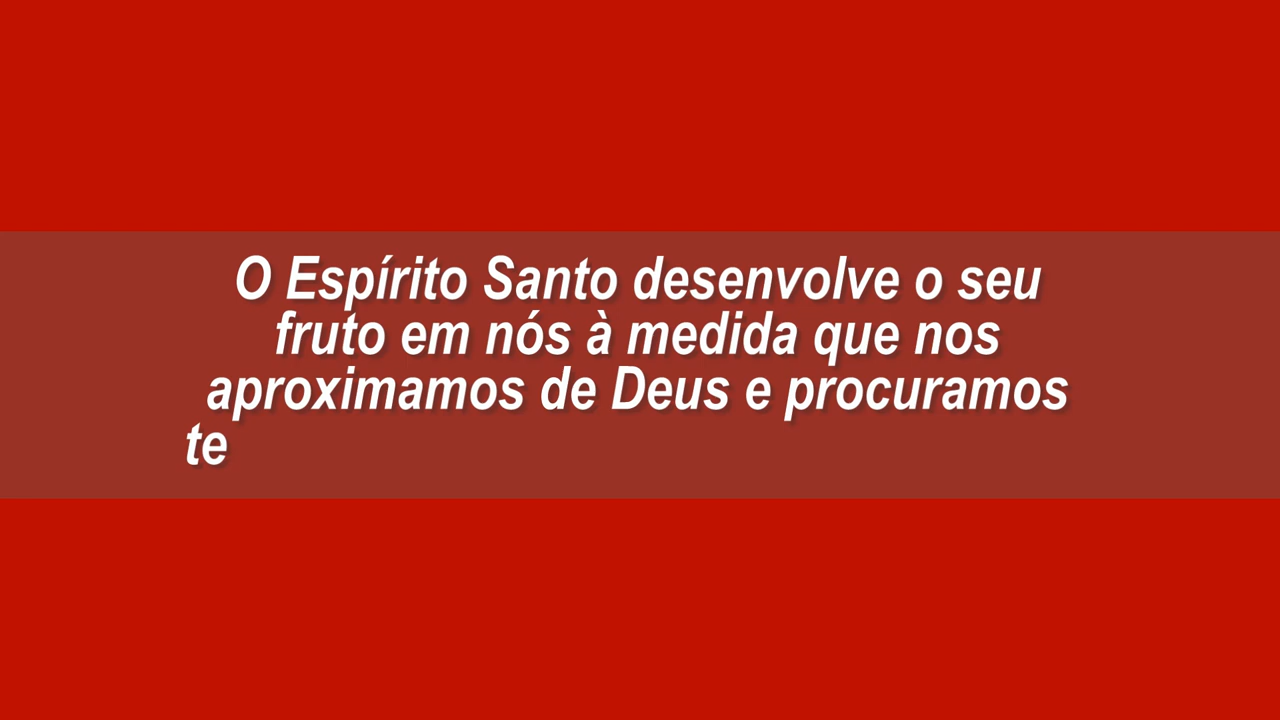 O Espírito Santo desenvolve o seu
fruto em nós à medida que nos
aproximamos de Deus e procuramos
te